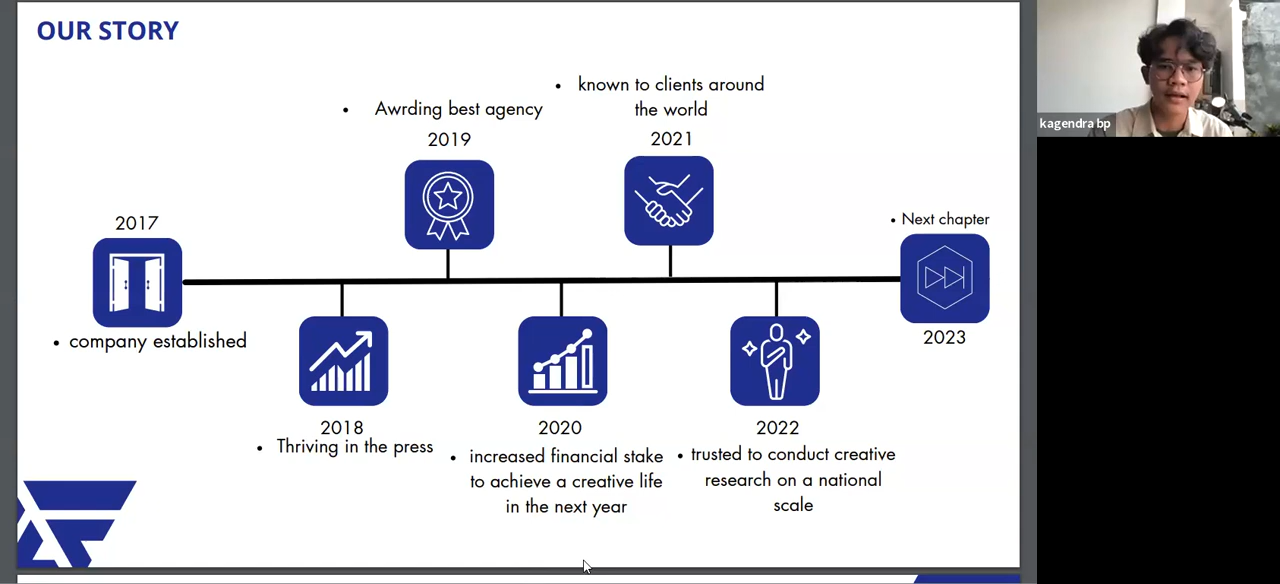 OUR STORY
2017
• company established
2018
• Thriving in the press
• Awrding best agency
2019
2020
• increased financial stake
to achieve a creative life
in the next year
• known to clients around
the world
2021
2022
• trusted to conduct creative
research on a national
scale
• Next chapter
2023
kagendra bp